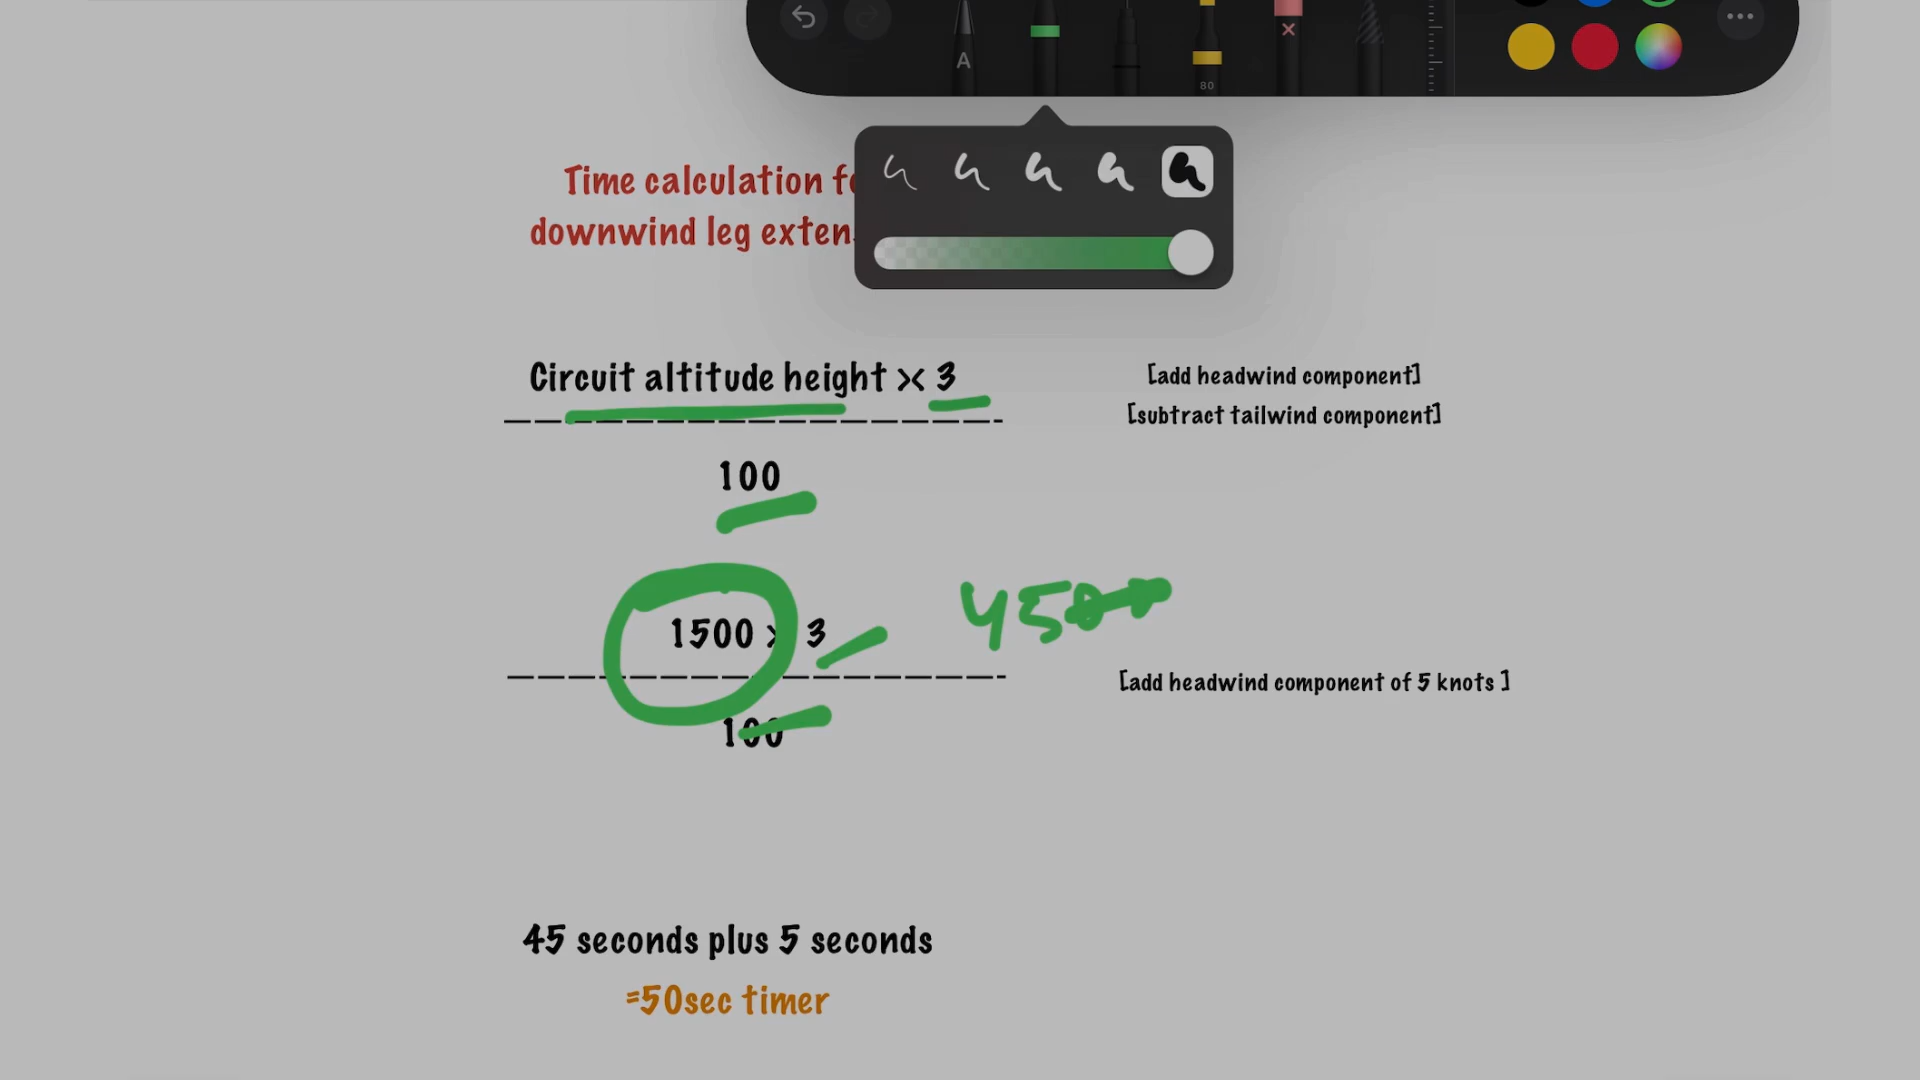 A
80
Time calculation
downwind leg exten
Circuit altitude height × 3
[add headwind component]
[subtract tailwind component]
100
1500 × 3
4500
[add headwind component of 5 knots ]
100
45 seconds plus 5 seconds
=50sec timer